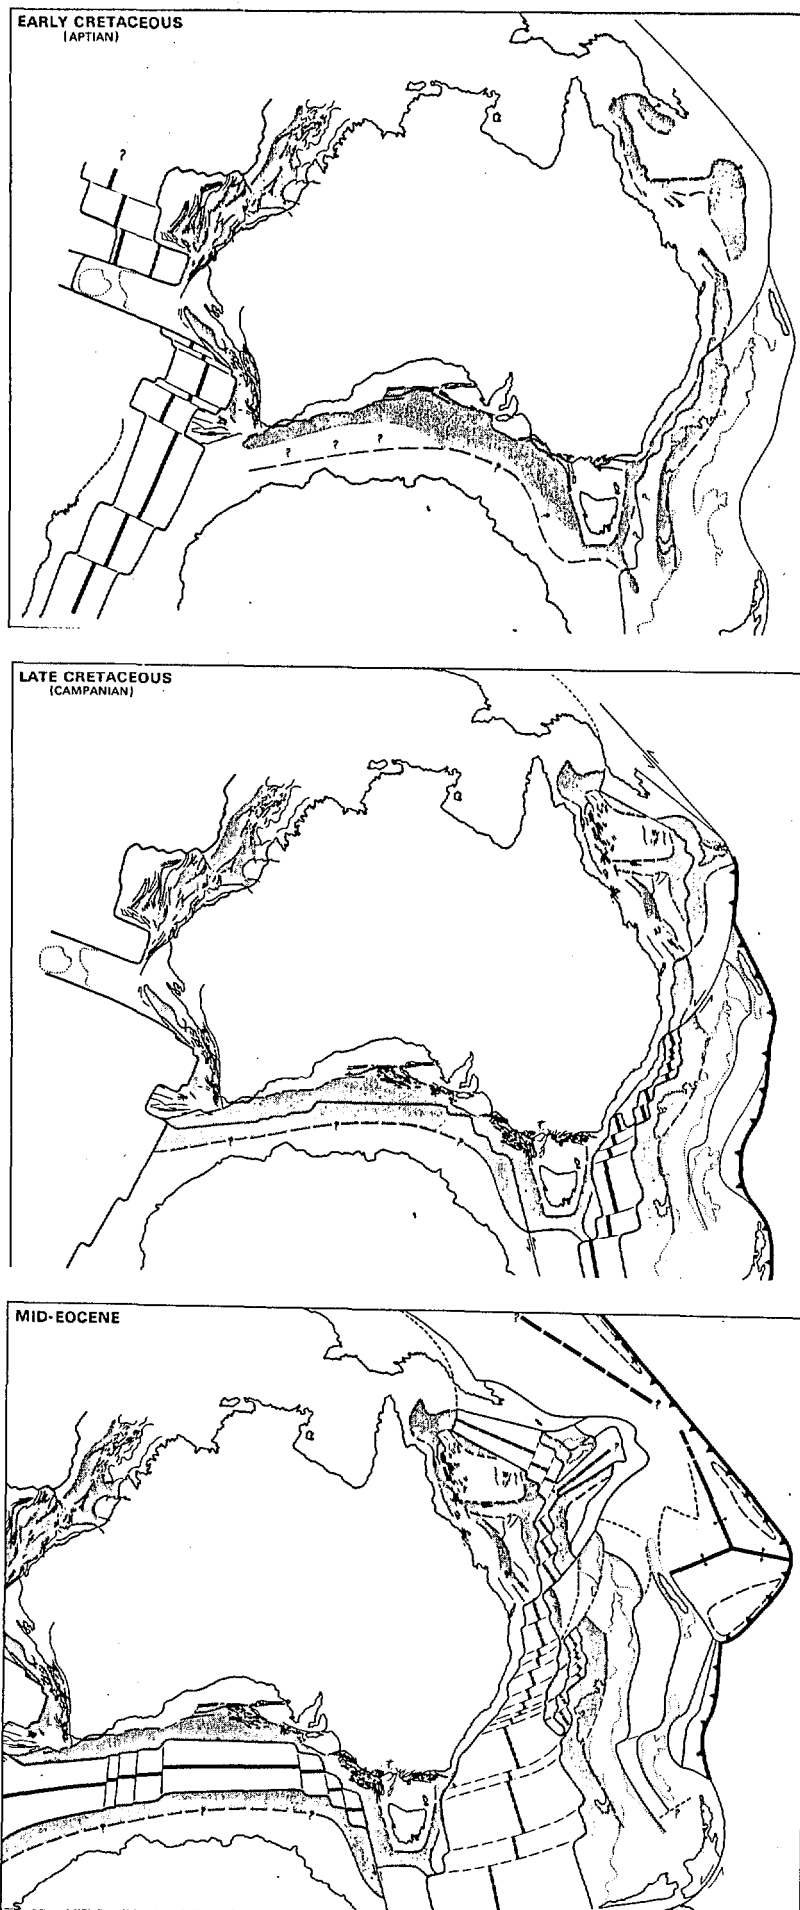 EARLY CRETACEOUS
(APTIAN)
?
? ? ?
?
LATE CRETACEOUS
(CAMPANIAN)
? ? ?
MID-EOCENE
?
?
? ? ?
?